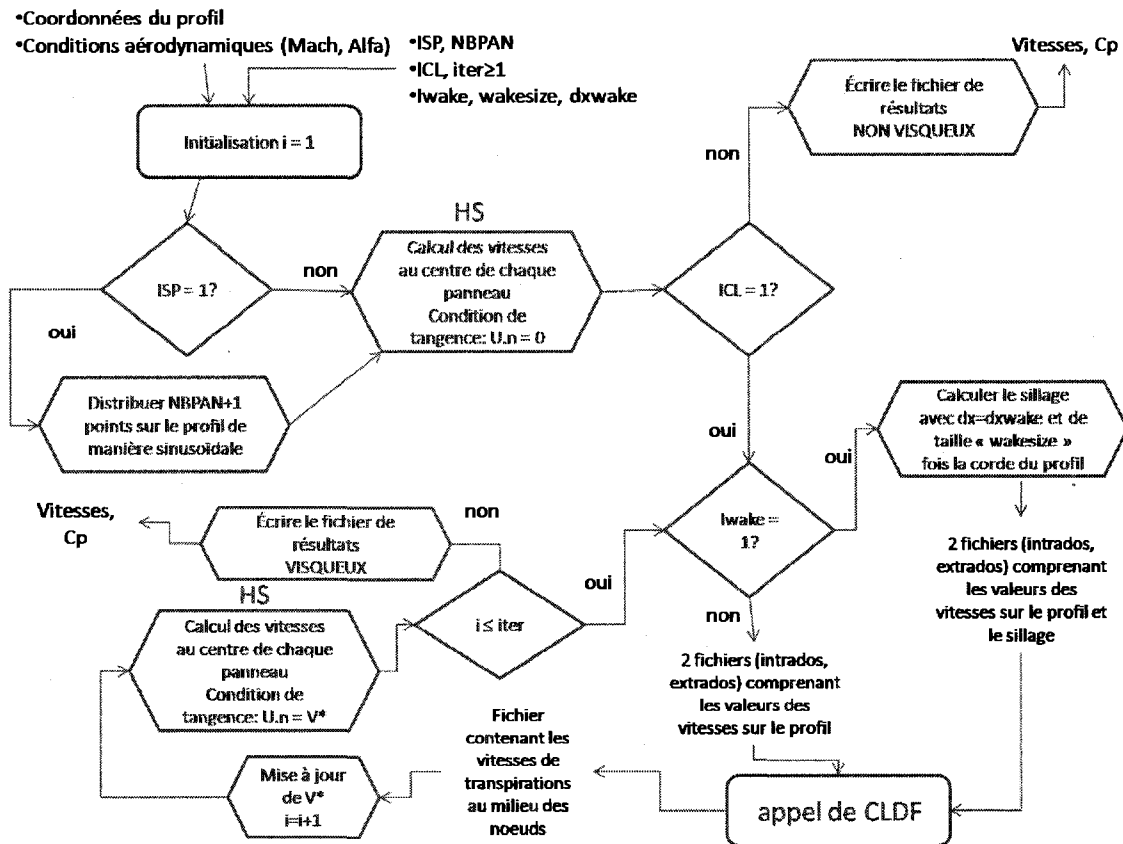 •Coordonnées du profil
•Conditions aérodynamiques (Mach, Alfa)
•ISP, NBPAN
•ICL, iter≥1
•Iwake, wakesize, dxwake
Initialisation i = 1
ISP = 1?
oui
non
Distribuer NBPAN+1
points sur le profil de
manière sinusoïdale
HS
Calcul des vitesses
au centre de chaque
panneau
Condition de
tangence: U.n = 0
ICL = 1?
non
Écrire le fichier de
résultats
NON VISQUEUX
Vitesses, Cp
oui
Iwake =
1?
oui
Calculer le sillage
avec dx=dxwake et de
taille « wakesize »
fois la corde du profil
2 fichiers (intrados,
extrados) comprenant
les valeurs des
vitesses sur le profil et
le sillage
non
2 fichiers (intrados,
extrados) comprenant
les valeurs des
vitesses sur le profil
appel de CLDF
Fichier
contenant les
vitesses de
transpirations
au milieu des
noeuds
Mise à jour
de V*
i=i+1
HS
Calcul des vitesses
au centre de chaque
panneau
Condition de
tangence: U.n = V*
i ≤ iter
oui
non
Écrire le fichier de
résultats
VISQUEUX
Vitesses,
Cp